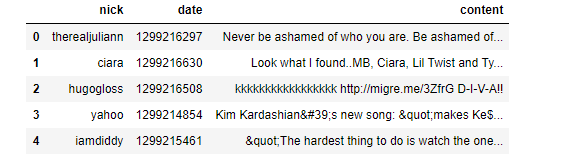 nick date content
0 therealjuliann 1299216297 Never be ashamed of who you are. Be ashamed of...
1 ciara 1299216630 Look what I found..MB, Ciara, Lil Twist and Ty...
2 hugogloss 1299216508 kkkkkkkkkkkkkkkkk http://migre.me/3ZfrG D-I-V-A!!
3 yahoo 1299214854 Kim Kardashian&#39;s new song: &quot;makes Ke$...
4 iamdiddy 1299215461 &quot;The hardest thing to do is watch the one...